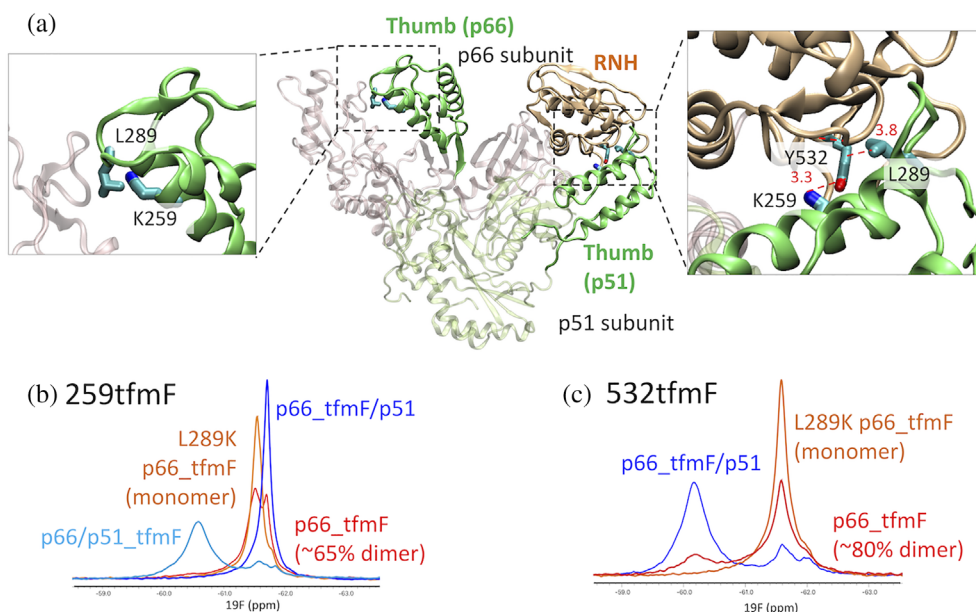 (a)
Thumb (p66)
p66 subunit
RNH
L289
K259
Y532
3.8
3.3
L289
K259
Thumb
(p51)
p51 subunit
(b) 259tfmF
p66_tfmF/p51
L289K
p66_tfmF
(monomer)
p66/p51_tfmF
p66_tfmF
(~65% dimer)
-59.0 -60.0 -61.0 -62.0 -63.0
19F (ppm)
(c) 532tfmF
L289K p66_tfmF
(monomer)
p66_tfmF/p51
p66_tfmF
(~80% dimer)
-59.0 -60.0 -61.0 -62.0 -63.0
19F (ppm)